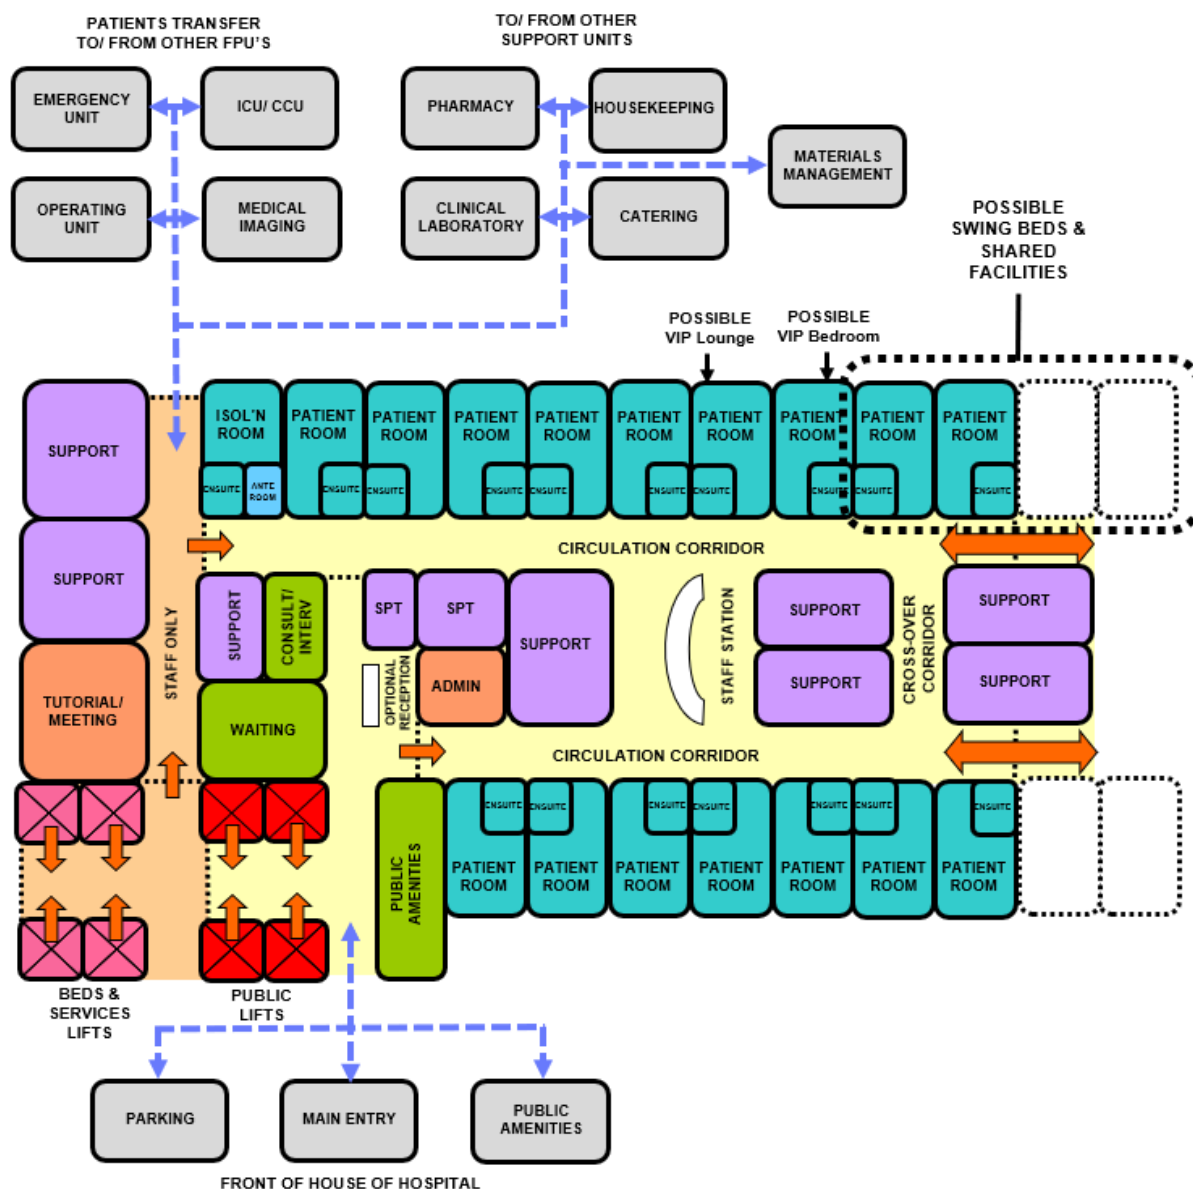 PATIENTS TRANSFER
TO/ FROM OTHER FPU'S
TO/ FROM OTHER
SUPPORT UNITS
EMERGENCY
UNIT
ICU/ CCU
PHARMACY
HOUSEKEEPING
MATERIALS
MANAGEMENT
OPERATING
UNIT
MEDICAL
IMAGING
CLINICAL
LABORATORY
CATERING
POSSIBLE
SWING BEDS &
SHARED
FACILITIES
POSSIBLE
VIP Lounge
POSSIBLE
VIP Bedroom
SUPPORT
ISOL'N
ROOM
PATIENT
ROOM
PATIENT
ROOM
PATIENT
ROOM
PATIENT
ROOM
PATIENT
ROOM
PATIENT
ROOM
PATIENT
ROOM
PATIENT
ROOM
PATIENT
ROOM
ENSUITE
ANTE
ROOM
ENSUITE
ENSUITE
ENSUITE
ENSUITE
ENSUITE
ENSUITE
ENSUITE
ENSUITE
ENSUITE
CIRCULATION CORRIDOR
SUPPORT
STAFF ONLY
SUPPORT
CONSULT/
INTERV
SPT
SPT
SUPPORT
STAFF STATION
SUPPORT
SUPPORT
CROSS-OVER
CORRIDOR
SUPPORT
SUPPORT
TUTORIAL/
MEETING
WAITING
OPTIONAL
RECEPTION
ADMIN
CIRCULATION CORRIDOR
PUBLIC
AMENITIES
ENSUITE
ENSUITE
ENSUITE
ENSUITE
ENSUITE
ENSUITE
ENSUITE
PATIENT
ROOM
PATIENT
ROOM
PATIENT
ROOM
PATIENT
ROOM
PATIENT
ROOM
PATIENT
ROOM
PATIENT
ROOM
BEDS &
SERVICES
LIFTS
PUBLIC
LIFTS
PARKING
MAIN ENTRY
PUBLIC
AMENITIES
FRONT OF HOUSE OF HOSPITAL